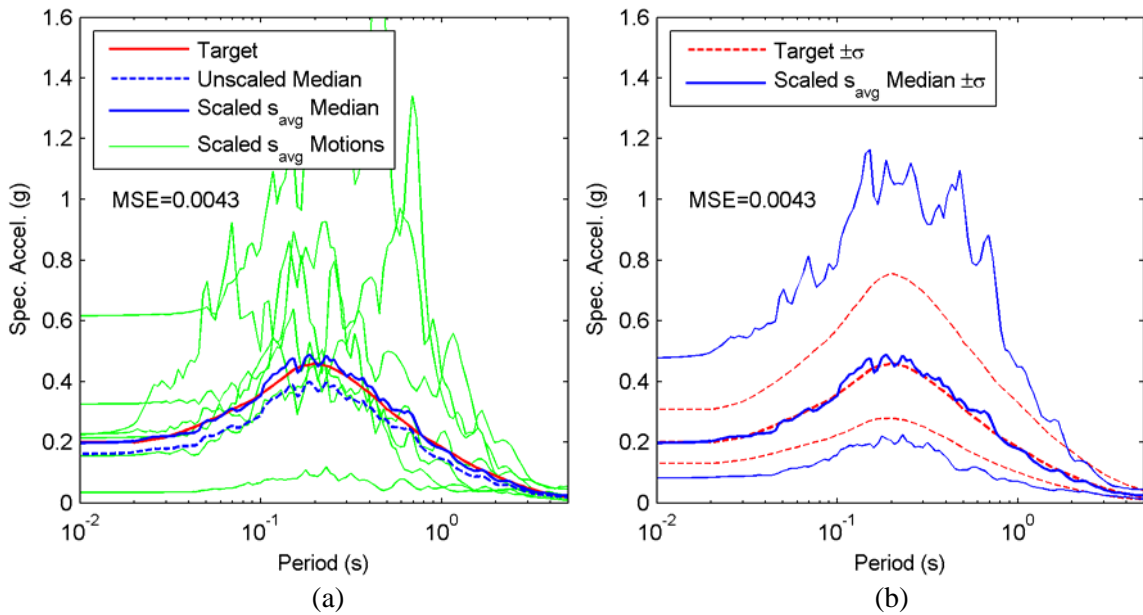 1.6
1.4
1.2
1
0.8
0.6
0.4
0.2
0
Spec. Accel. (g)
Target
Unscaled Median
Scaled s_avg Median
Scaled s_avg Motions
MSE=0.0043
10^-2
10^-1
10^0
Period (s)
(a)
1.6
1.4
1.2
1
0.8
0.6
0.4
0.2
0
Spec. Accel. (g)
Target ±σ
Scaled s_avg Median ±σ
MSE=0.0043
10^-2
10^-1
10^0
Period (s)
(b)